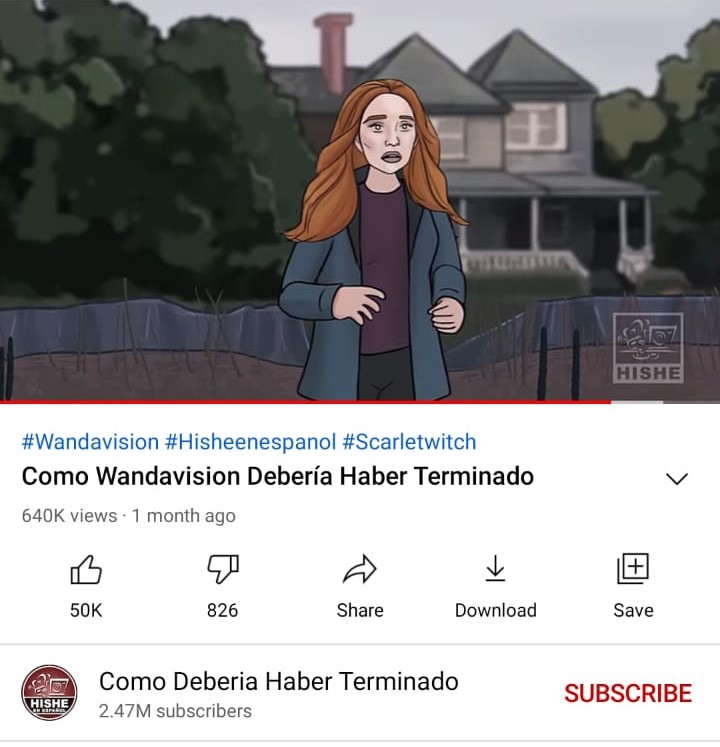 HISHE
#Wandavision #Hisheenespanol #Scarletwitch
Como Wandavision Debería Haber Terminado
640K views · 1 month ago
50K
826
Share
Download
Save
HISHE
EN ESPAÑOL
Como Deberia Haber Terminado
2.47M subscribers
SUBSCRIBE